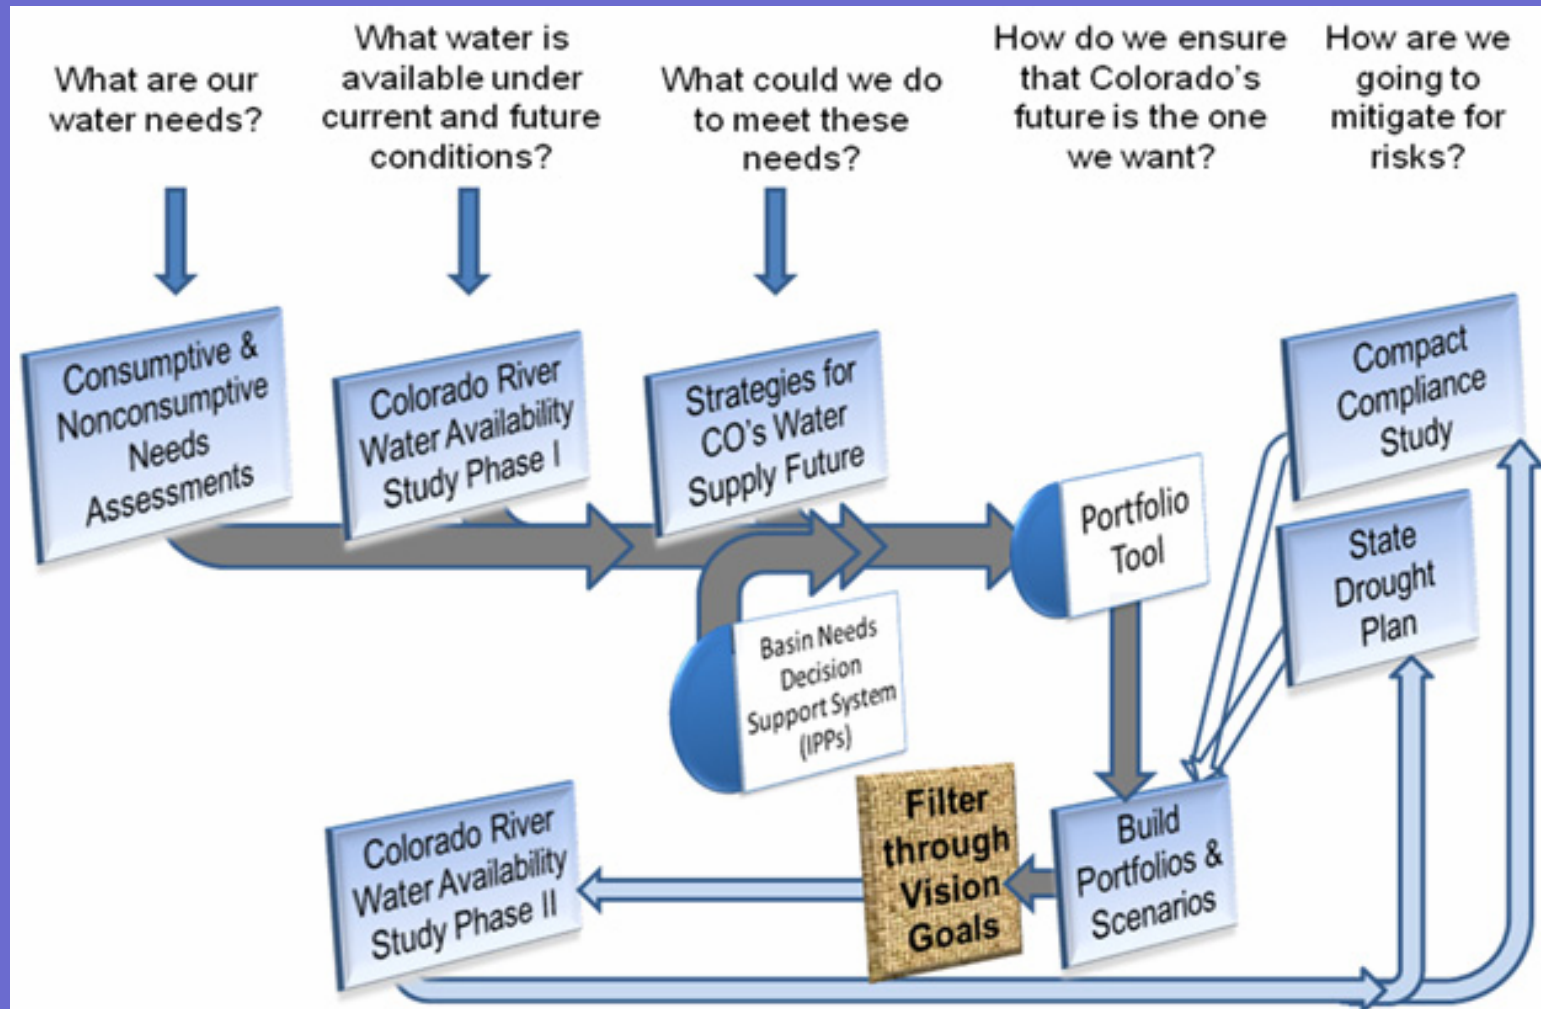 What are our
water needs?
What water is
available under
current and future
conditions?
What could we do
to meet these
needs?
How do we ensure
that Colorado's
future is the one
we want?
How are we
going to
mitigate for
risks?
Consumptive &
Nonconsumptive
Needs
Assessments
Colorado River
Water Availability
Study Phase I
Strategies for
CO's Water
Supply Future
Compact
Compliance
Study
Portfolio
Tool
State
Drought
Plan
Basin Needs
Decision
Support System
(IPPs)
Filter
through
Vision
Goals
Build
Portfolios &
Scenarios
Colorado River
Water Availability
Study Phase II